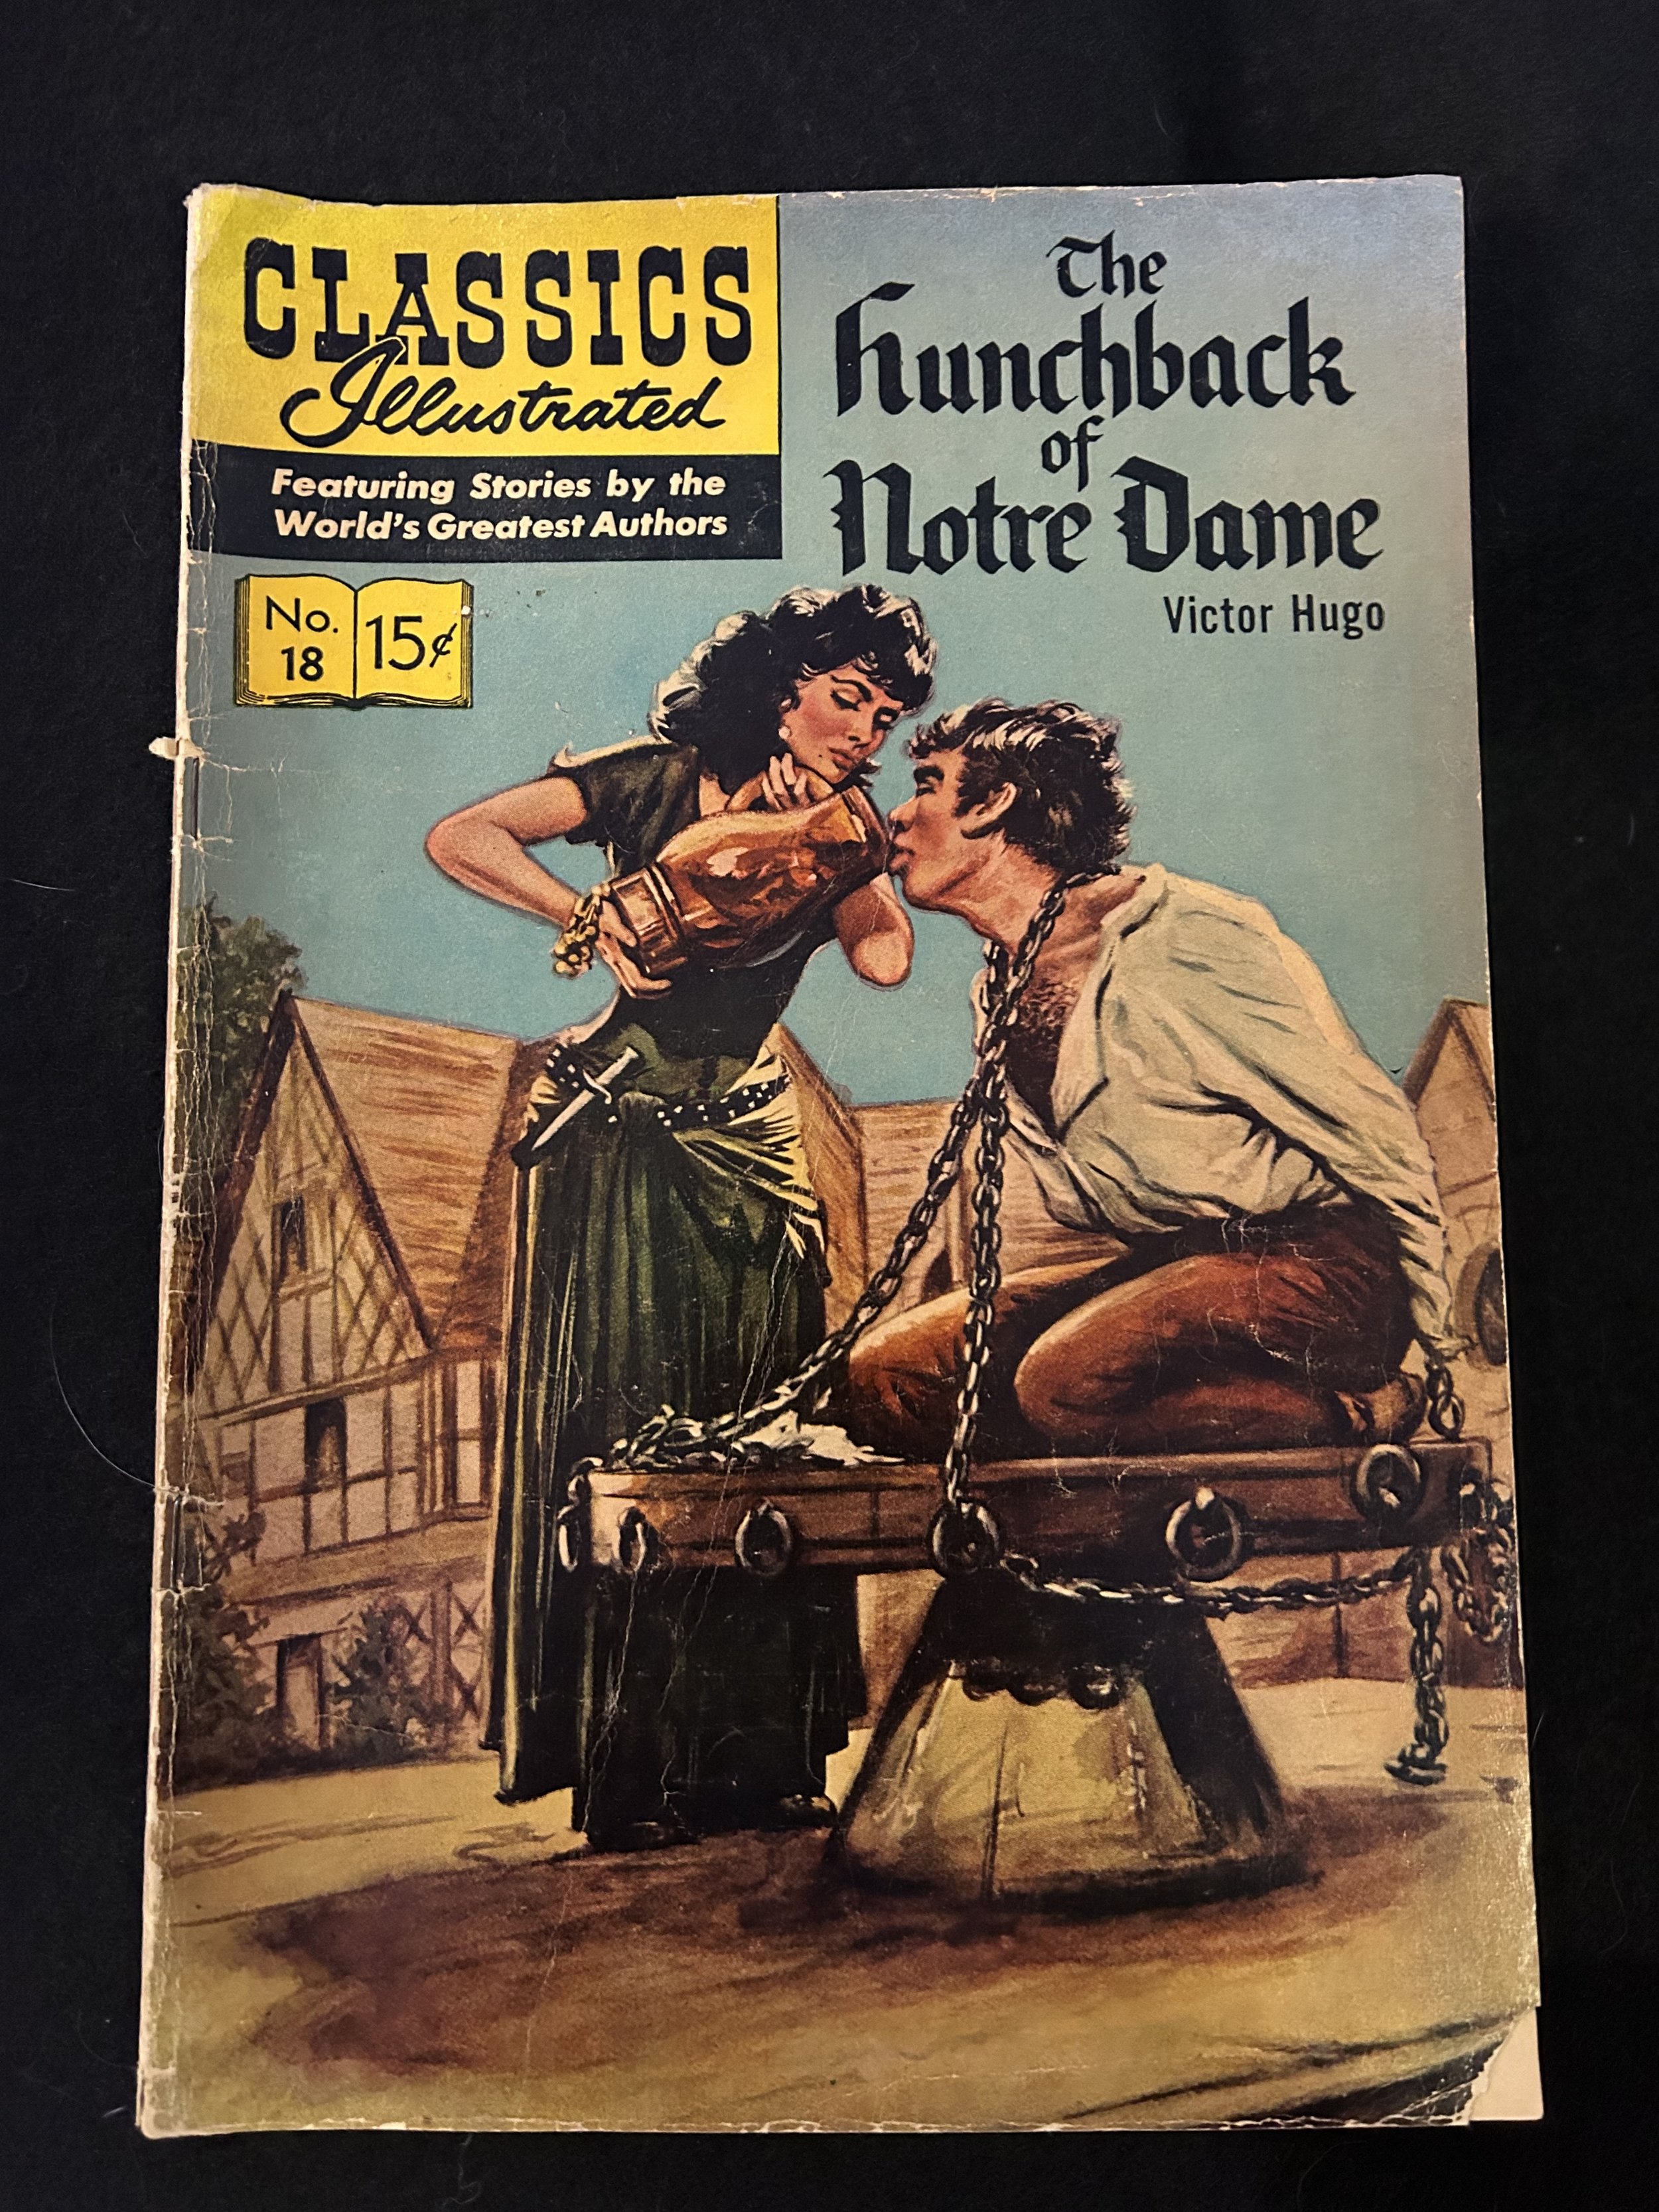 CLASSICS
Illustrated
Featuring Stories by the
World's Greatest Authors
No.
18
15¢
The
Hunchback
of
Notre Dame
Victor Hugo